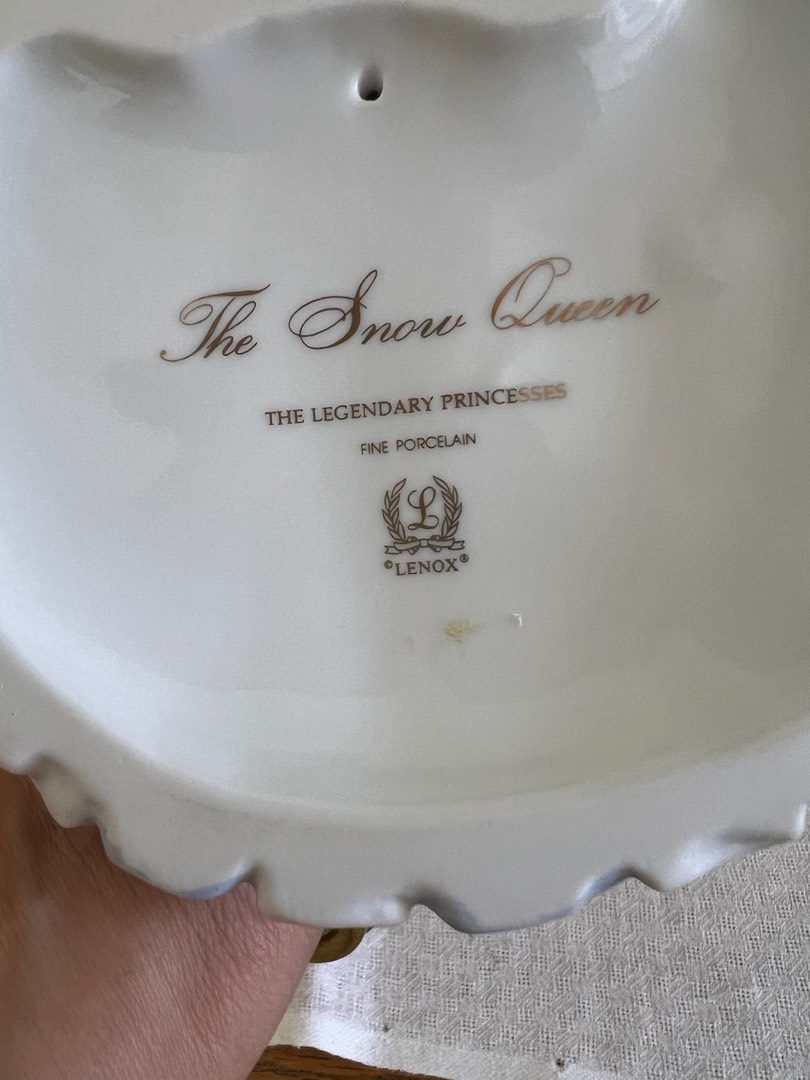 The Snow Queen
THE LEGENDARY PRINCESSES
FINE PORCELAIN
L
©LENOX®